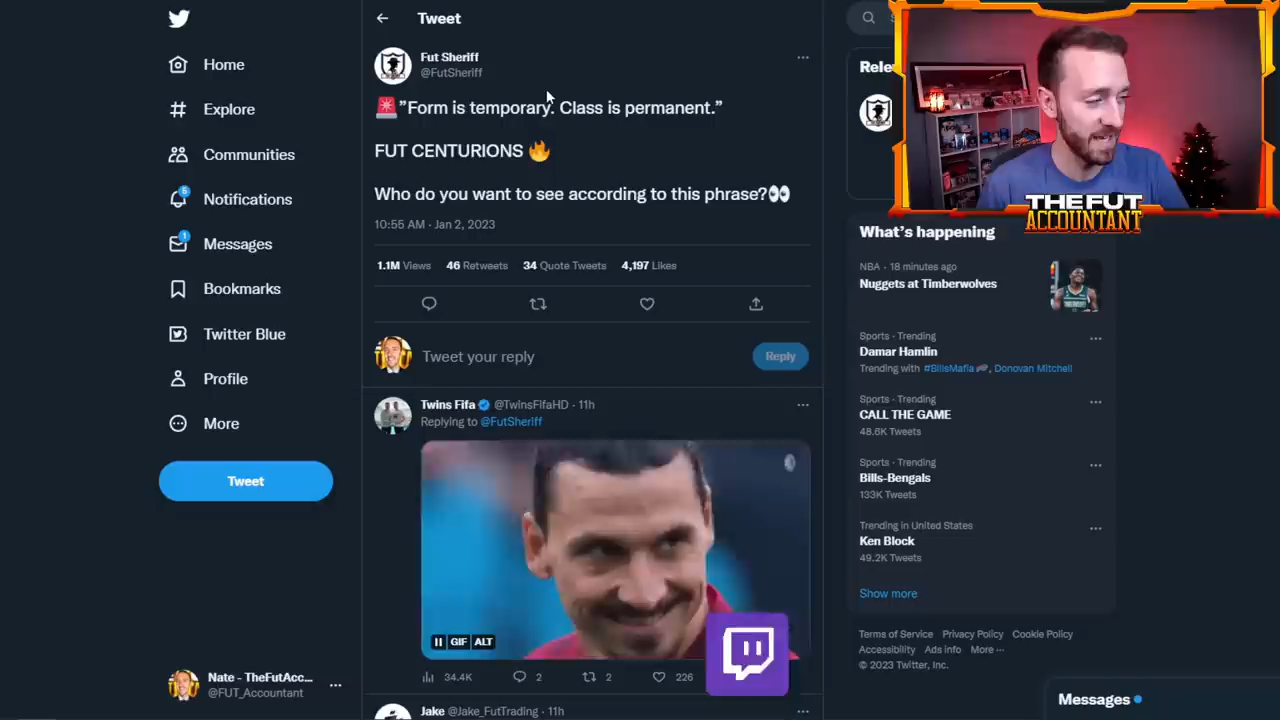 Home
Explore
Communities
5
Notifications
1
Messages
Bookmarks
Twitter Blue
Profile
More
Tweet
Nate - TheFutAcc...
@FUT_Accountant
Tweet
Fut Sheriff
@FutSheriff
🚨"Form is temporary. Class is permanent."
FUT CENTURIONS 🔥
Who do you want to see according to this phrase?👀
10:55 AM · Jan 2, 2023
1.1M Views 46 Retweets 34 Quote Tweets 4,197 Likes
Tweet your reply
Reply
Twins Fifa @TwinsFifaHD · 11h
Replying to @FutSheriff
GIF ALT
34.4K 2 2 226
Jake @Jake_FutTrading · 11h
THE FUT
ACCOUNTANT
What's happening
NBA · 18 minutes ago
Nuggets at Timberwolves
Sports · Trending
Damar Hamlin
Trending with #BillsMafia, Donovan Mitchell
Sports · Trending
CALL THE GAME
48.6K Tweets
Sports · Trending
Bills-Bengals
133K Tweets
Trending in United States
Ken Block
49.2K Tweets
Show more
Terms of Service Privacy Policy Cookie Policy
Accessibility Ads info More ···
© 2023 Twitter, Inc.
Messages